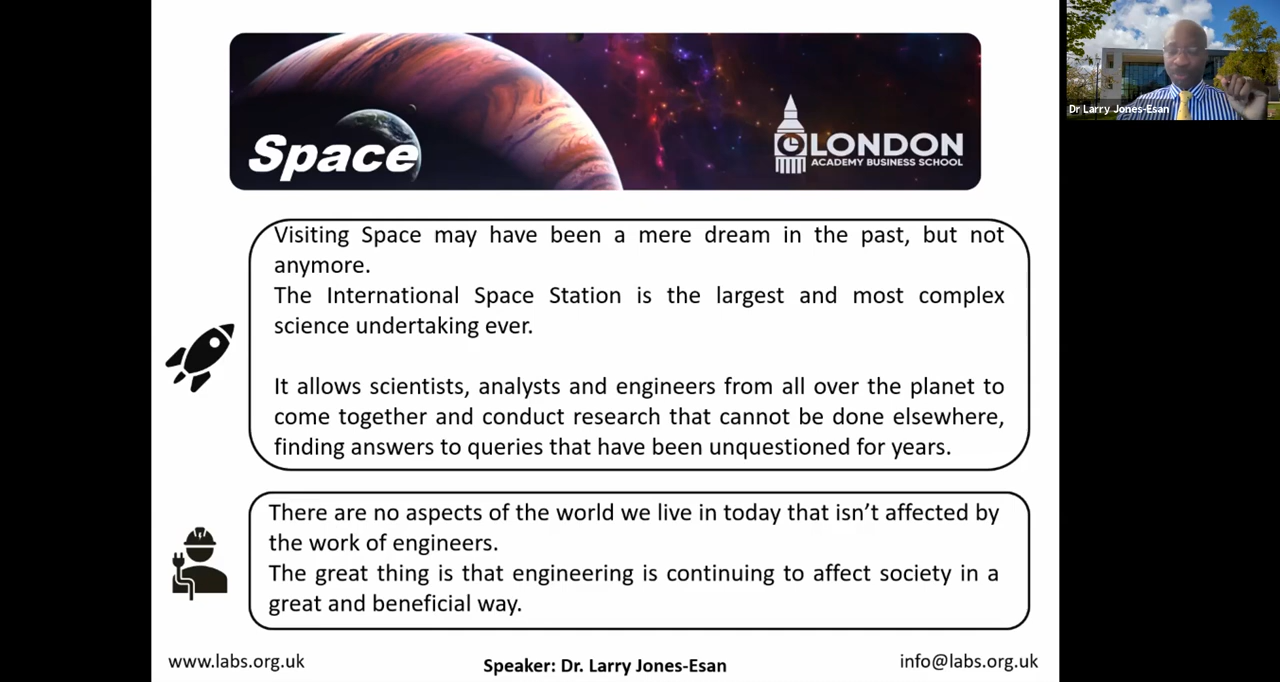 Dr Larry Jones-Esan
Space
LONDON
ACADEMY BUSINESS SCHOOL
Visiting Space may have been a mere dream in the past, but not
anymore.
The International Space Station is the largest and most complex
science undertaking ever.
It allows scientists, analysts and engineers from all over the planet to
come together and conduct research that cannot be done elsewhere,
finding answers to queries that have been unquestioned for years.
There are no aspects of the world we live in today that isn't affected by
the work of engineers.
The great thing is that engineering is continuing to affect society in a
great and beneficial way.
www.labs.org.uk
Speaker: Dr. Larry Jones-Esan
info@labs.org.uk